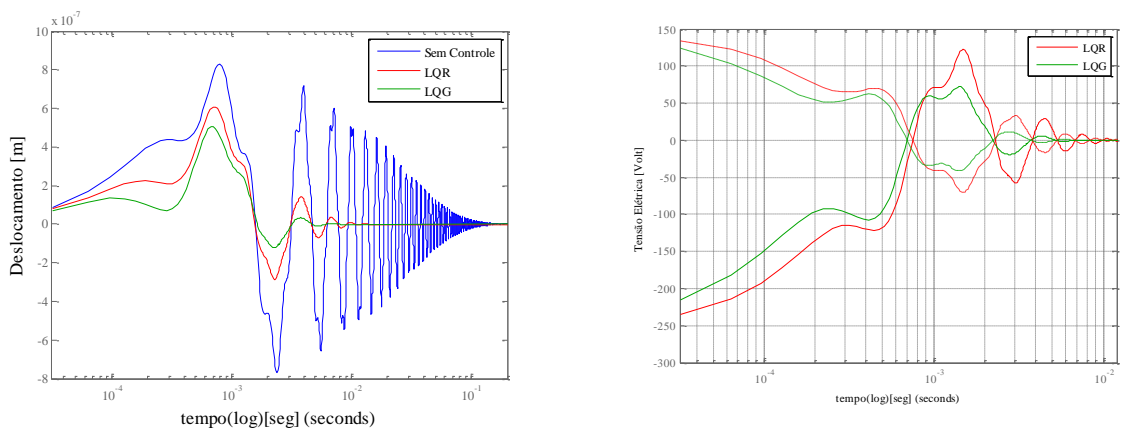 x 10^-7
10
8
6
4
2
0
-2
-4
-6
-8
Deslocamento [m]
10^-4
10^-3
10^-2
10^-1
tempo(log)[seg] (seconds)
Sem Controle
LQR
LQG
150
100
50
0
-50
-100
-150
-200
-250
-300
Tensão Elétrica [Volt]
10^-4
10^-3
10^-2
tempo(log)[seg] (seconds)
LQR
LQG